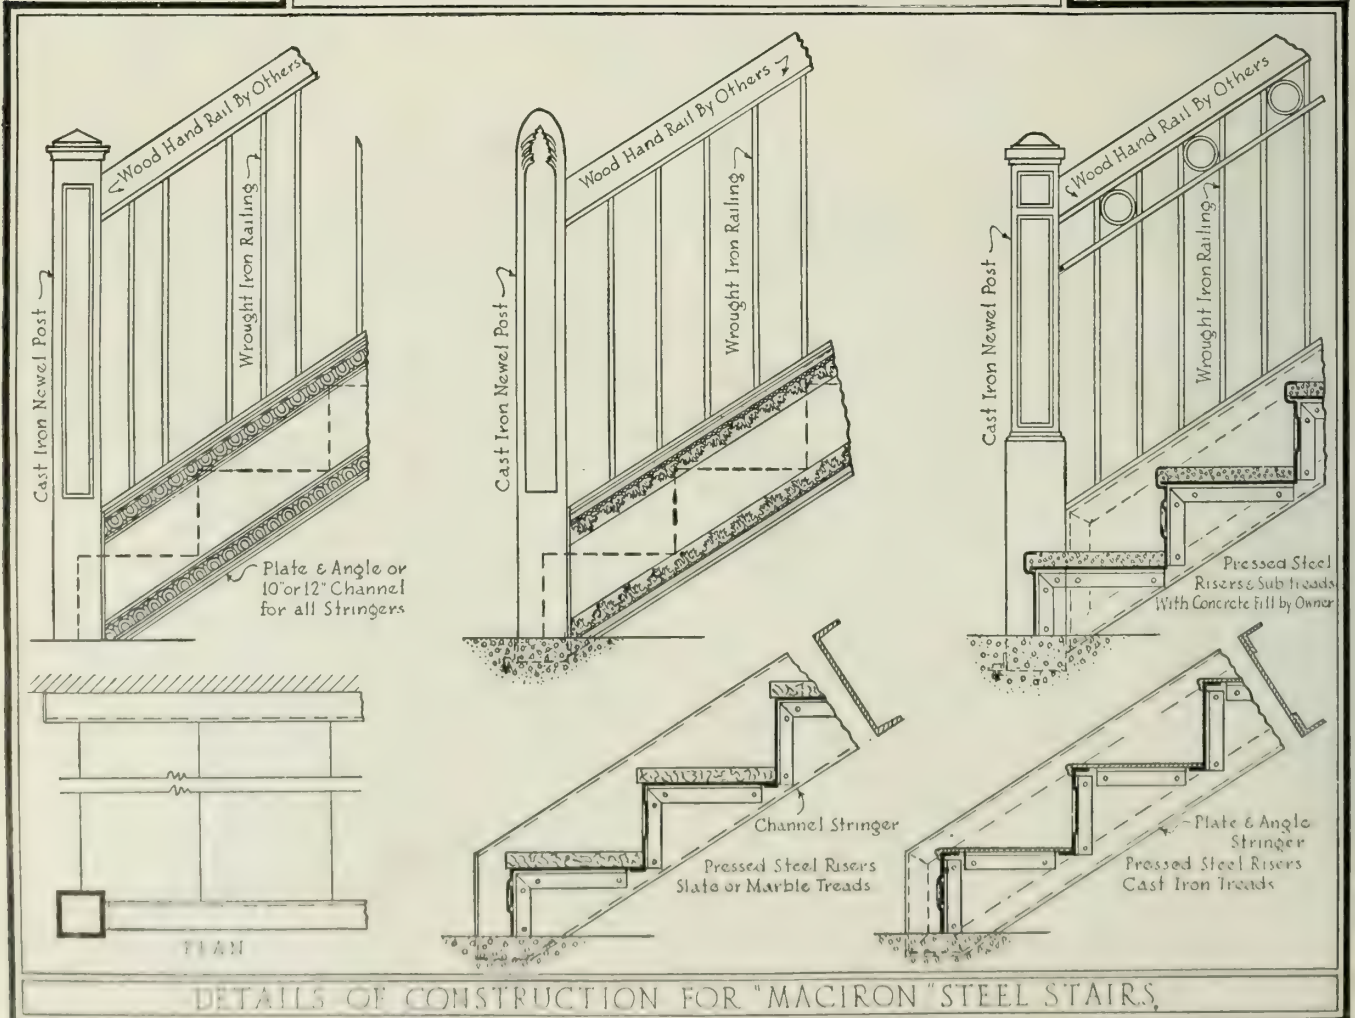 Wood Hand Rail By Others
Cast Iron Newel Post
Wrought Iron Railing
Plate & Angle or
10" or 12" Channel
for all Stringers
Wood Hand Rail By Others
Cast Iron Newel Post
Wrought Iron Railing
Wood Hand Rail By Others
Cast Iron Newel Post
Wrought Iron Railing
Pressed Steel
Risers & Sub treads
With Concrete Fill by Owner
PLAN
Channel Stringer
Pressed Steel Risers
Slate or Marble Treads
Plate & Angle
Stringer
Pressed Steel Risers
Cast Iron Treads
DETAILS OF CONSTRUCTION FOR "MACIRON" STEEL STAIRS.